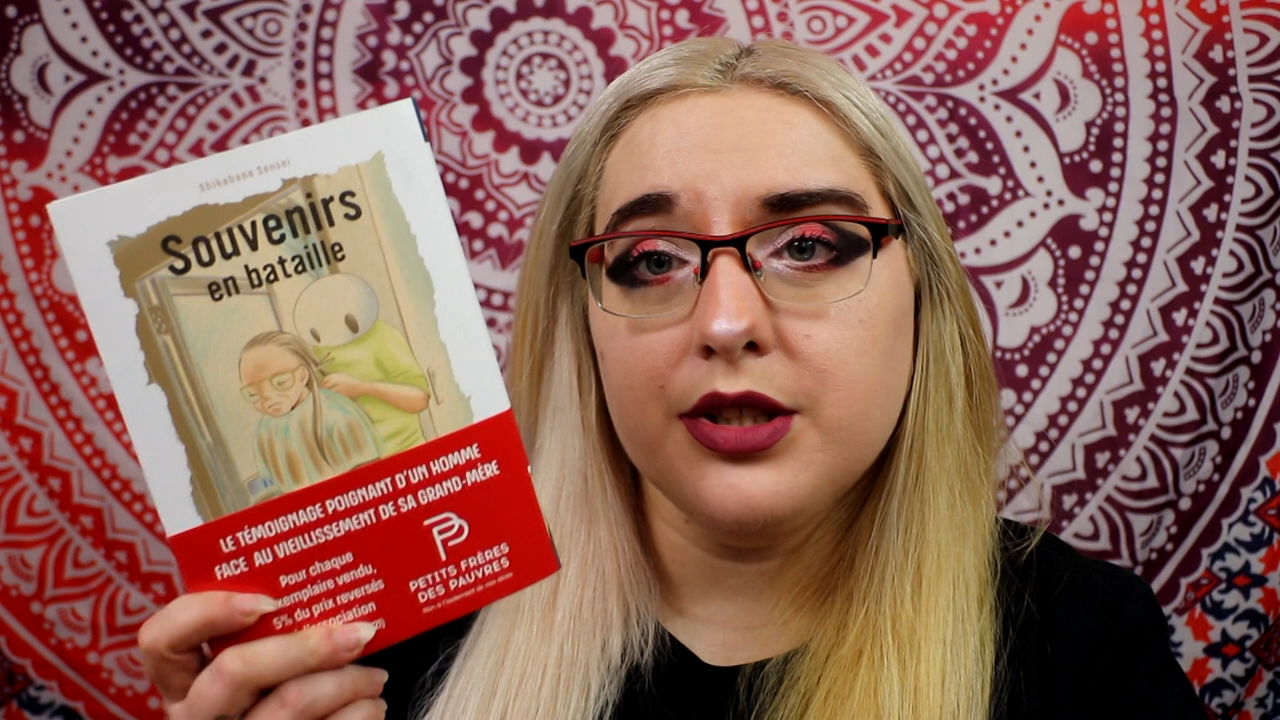 Shikabane Sensei
Souvenirs
en bataille
LE TÉMOIGNAGE POIGNANT D'UN HOMME
FACE AU VIEILLISSEMENT DE SA GRAND-MÈRE
Pour chaque
exemplaire vendu,
5% du prix reversés
l'association
PETITS FRÈRES
DES PAUVRES